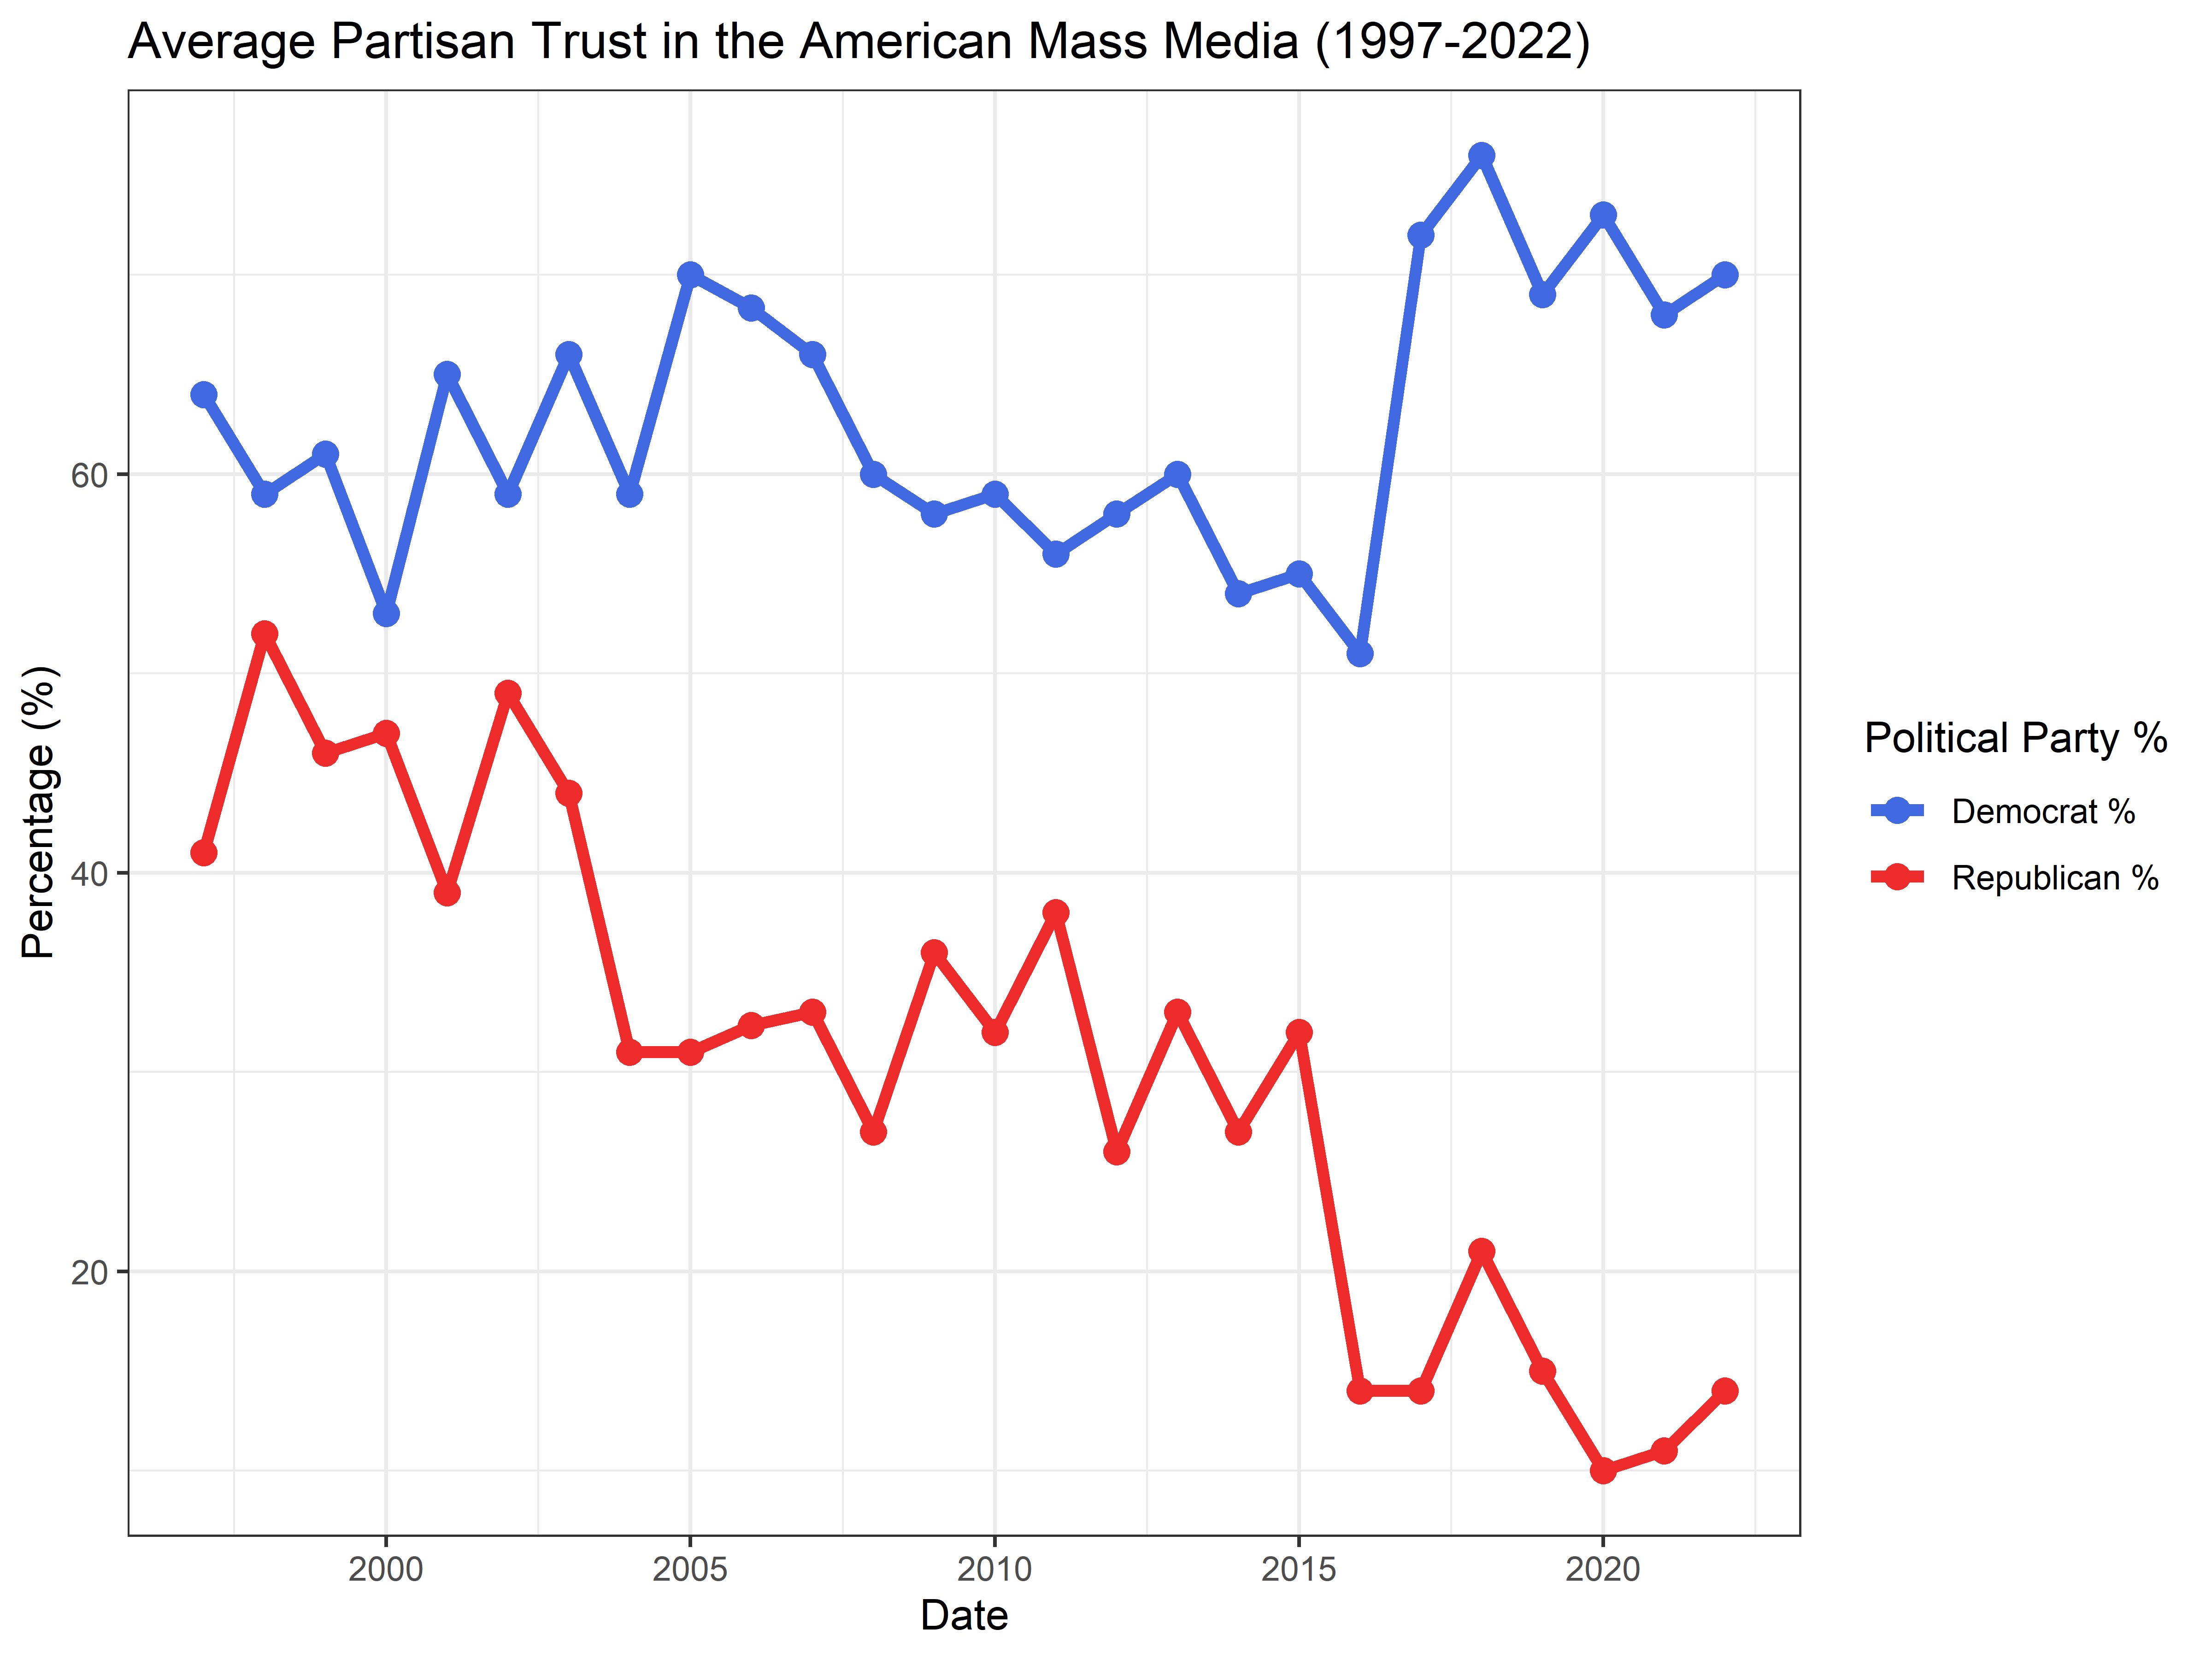 Average Partisan Trust in the American Mass Media (1997-2022)
Percentage (%)
60
40
20
2000 2005 2010 2015 2020
Date
Political Party %
Democrat %
Republican %